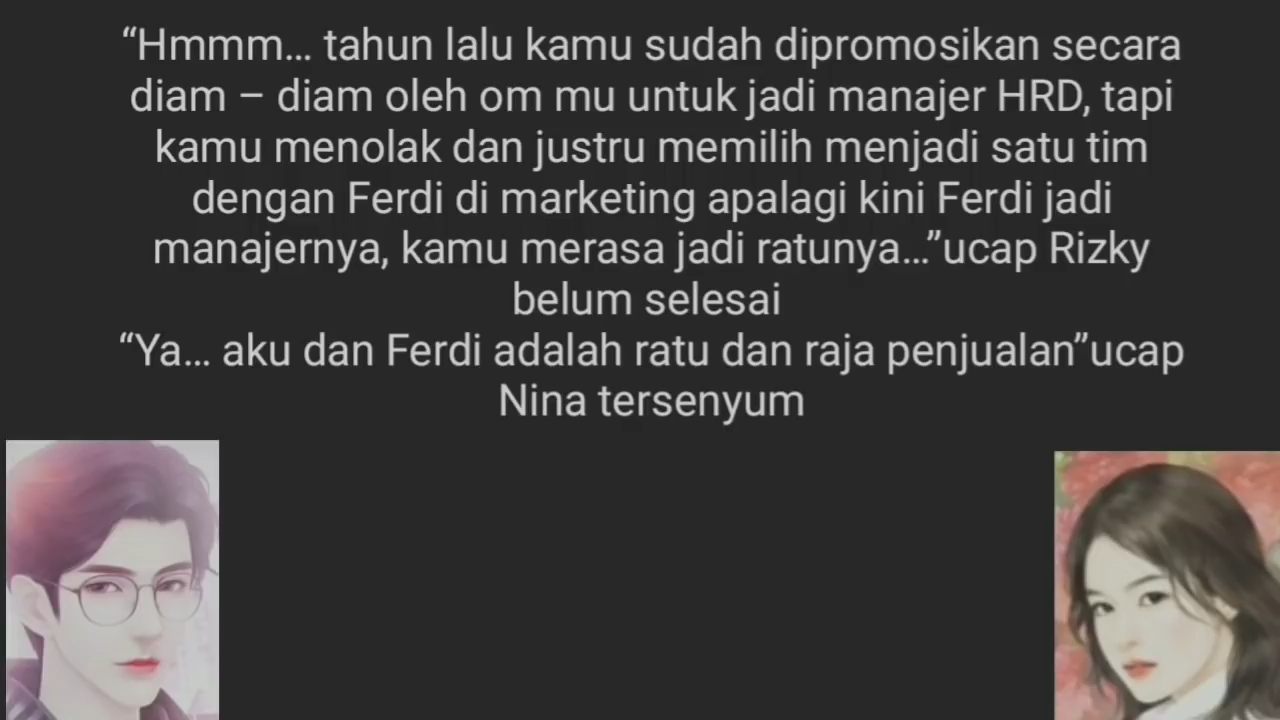 “Hmmm... tahun lalu kamu sudah dipromosikan secara
diam – diam oleh om mu untuk jadi manajer HRD, tapi
kamu menolak dan justru memilih menjadi satu tim
dengan Ferdi di marketing apalagi kini Ferdi jadi
manajernya, kamu merasa jadi ratunya...”ucap Rizky
belum selesai
“Ya... aku dan Ferdi adalah ratu dan raja penjualan”ucap
Nina tersenyum